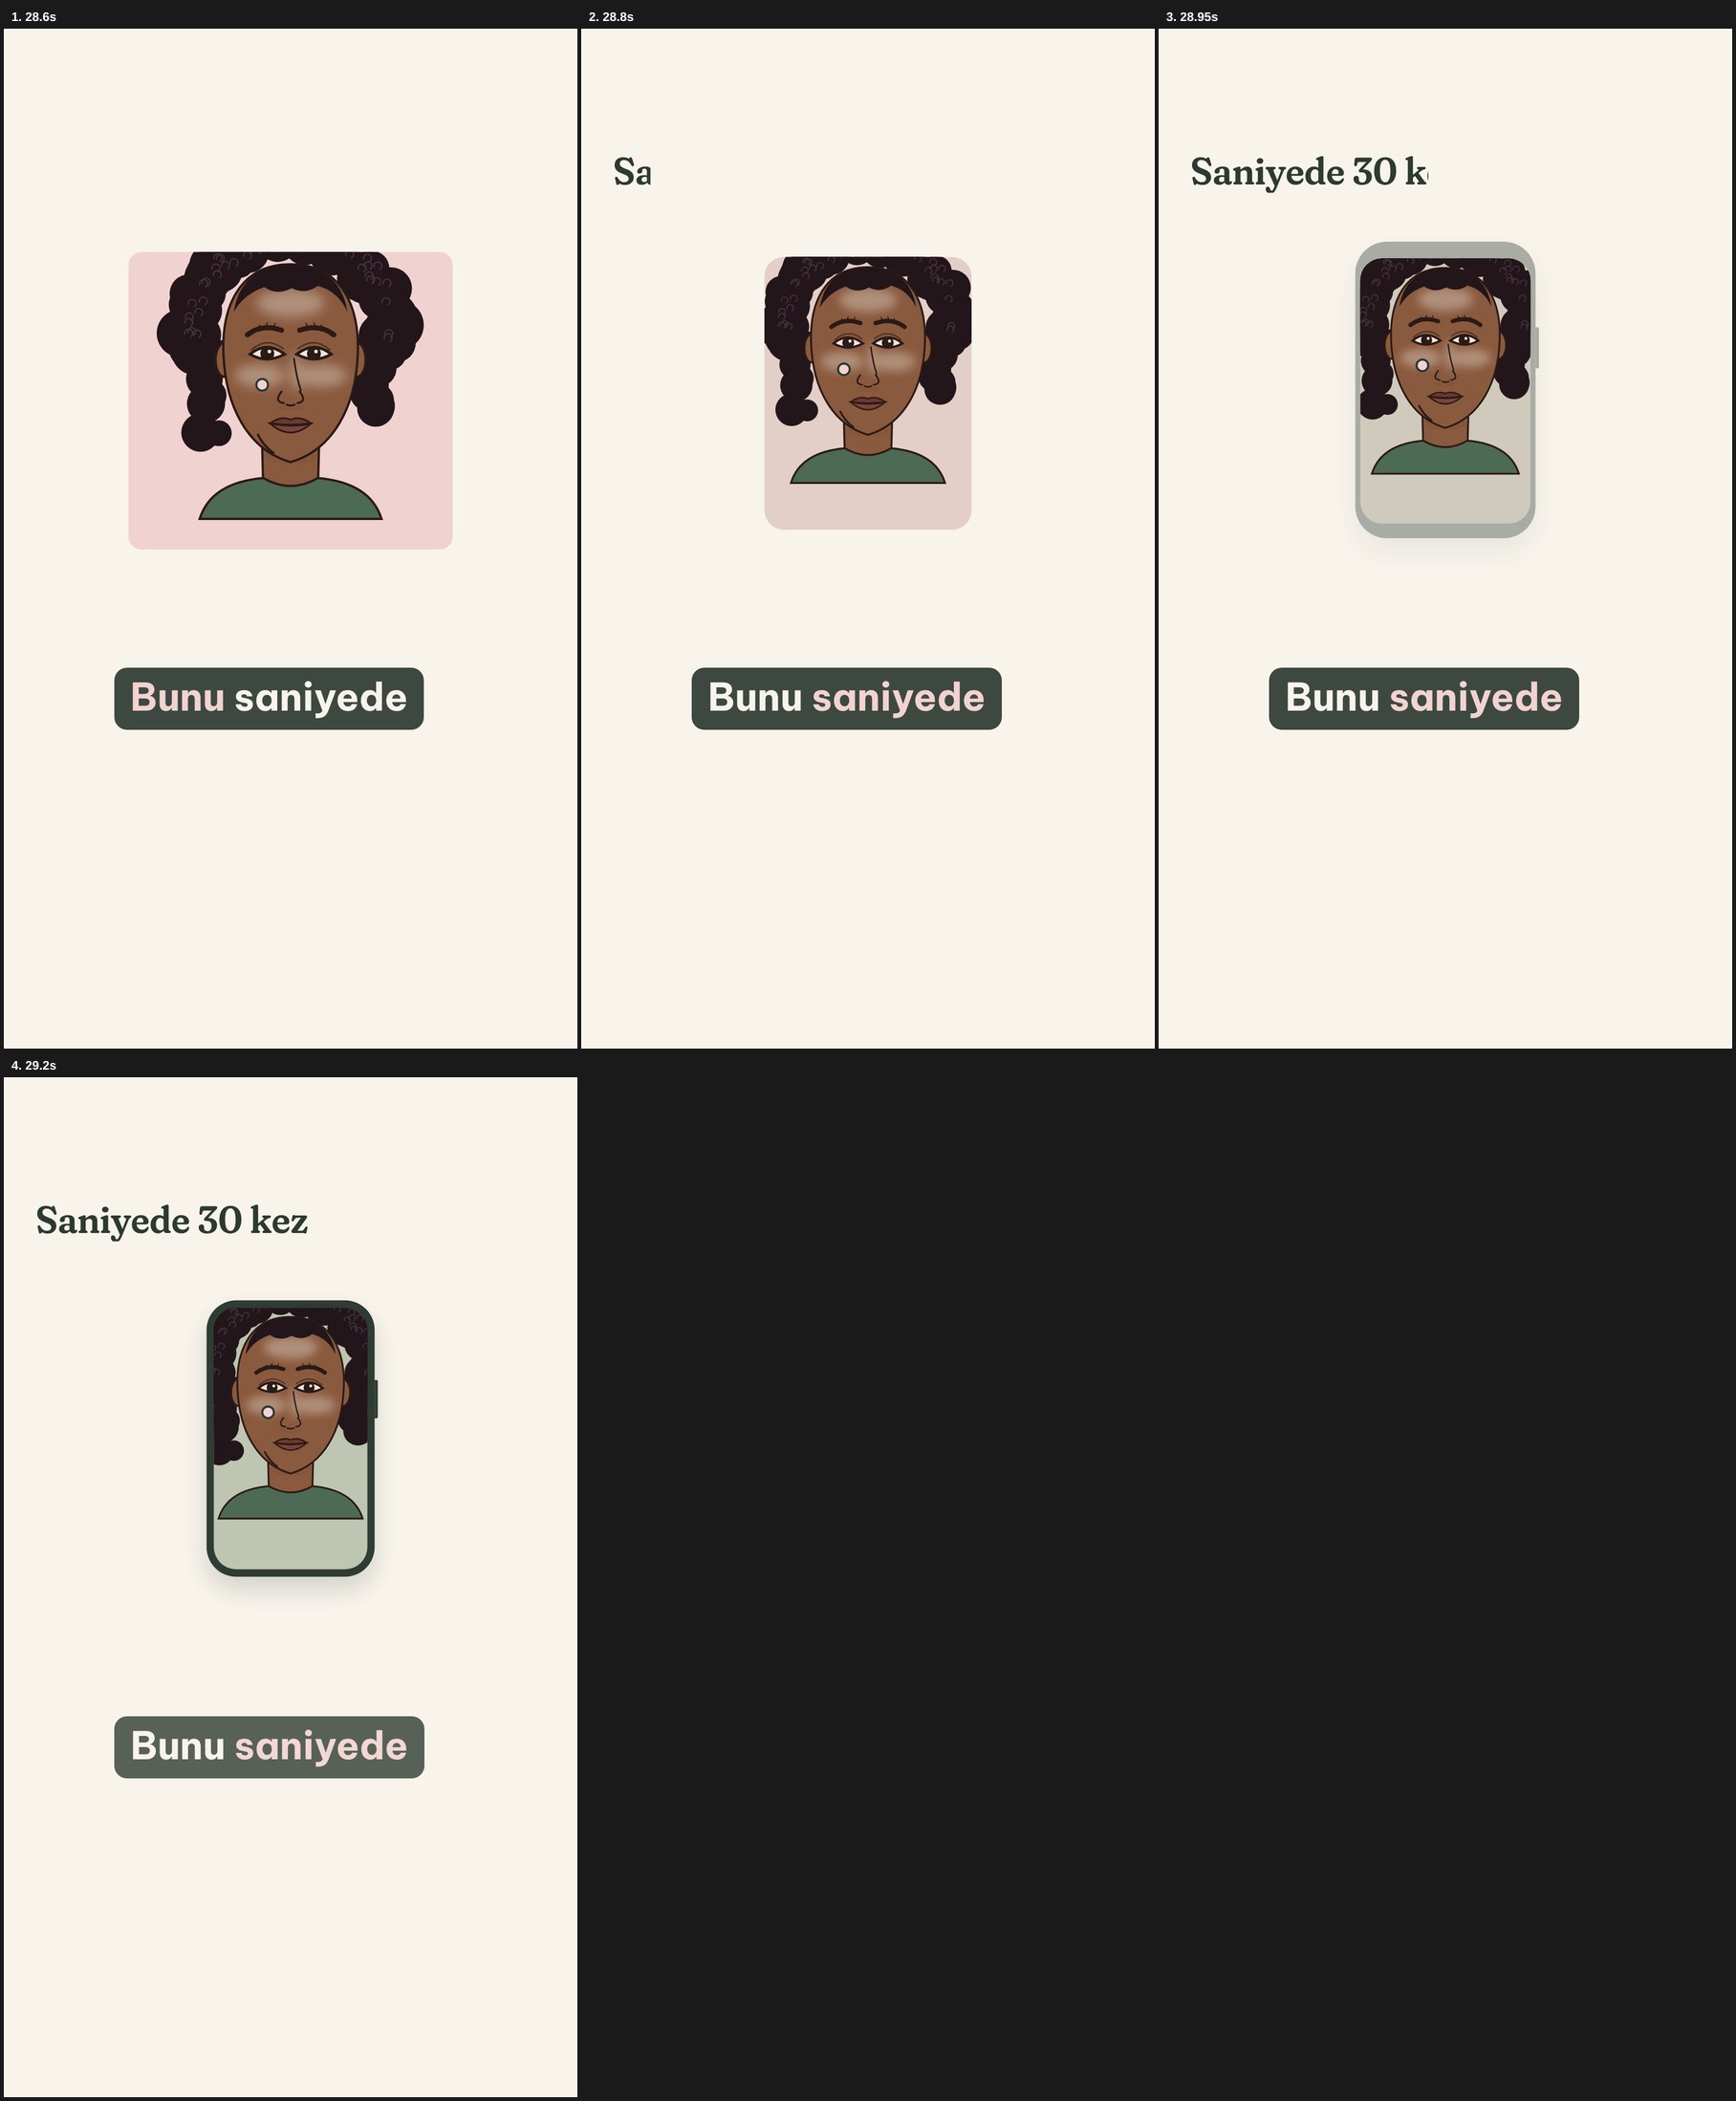 1. 28.6s
2. 28.8s
3. 28.95s
Bunu saniyede
Sa
Bunu saniyede
Saniyede 30 k
Bunu saniyede
4. 29.2s
Saniyede 30 kez
Bunu saniyede